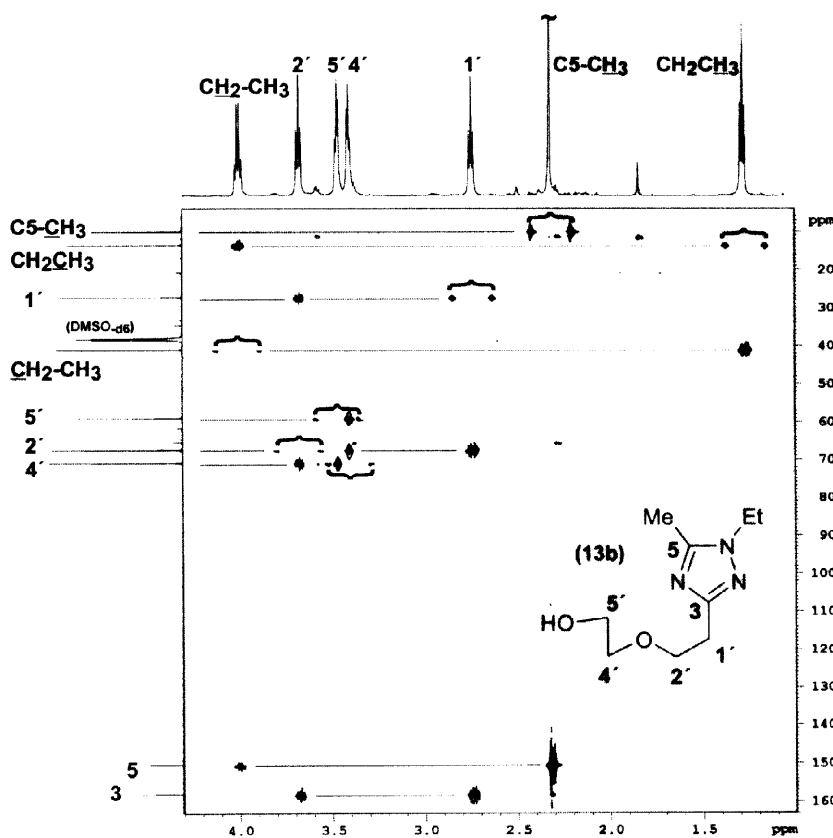 2´ 5´ 4´ 1´ C5-CH3 CH2CH3
CH2-CH3
ppm
C5-CH3
CH2CH3
20
1´
30
(DMSO-d6)
40
CH2-CH3
50
5´
60
2´
4´
70
80
90
100
110
120
130
140
150
160
Me Et
(13b) 5 N
N N
5´ 3
HO O
4´ 2´ 1´
5
3
4.0 3.5 3.0 2.5 2.0 1.5 ppm